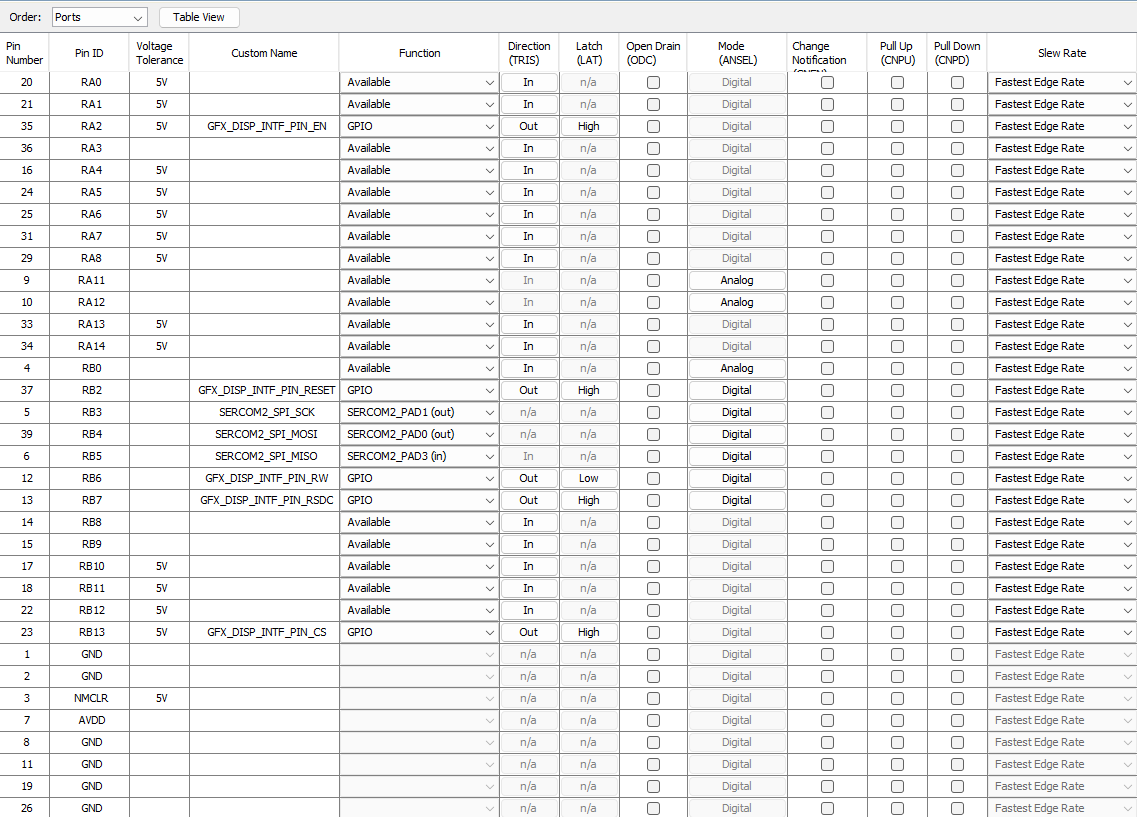 Order: Ports Table View
Pin Number Pin ID Voltage Tolerance Custom Name Function Direction (TRIS) Latch (LAT) Open Drain (ODC) Mode (ANSEL) Change Notification Pull Up (CNPU) Pull Down (CNPD) Slew Rate
20 RA0 5V Available In n/a Digital Fastest Edge Rate
21 RA1 5V Available In n/a Digital Fastest Edge Rate
35 RA2 5V GFX_DISP_INTF_PIN_EN GPIO Out High Digital Fastest Edge Rate
36 RA3 Available In n/a Digital Fastest Edge Rate
16 RA4 5V Available In n/a Digital Fastest Edge Rate
24 RA5 5V Available In n/a Digital Fastest Edge Rate
25 RA6 5V Available In n/a Digital Fastest Edge Rate
31 RA7 5V Available In n/a Digital Fastest Edge Rate
29 RA8 5V Available In n/a Digital Fastest Edge Rate
9 RA11 Available In n/a Analog Fastest Edge Rate
10 RA12 Available In n/a Analog Fastest Edge Rate
33 RA13 5V Available In n/a Digital Fastest Edge Rate
34 RA14 5V Available In n/a Digital Fastest Edge Rate
4 RB0 Available In n/a Analog Fastest Edge Rate
37 RB2 GFX_DISP_INTF_PIN_RESET GPIO Out High Digital Fastest Edge Rate
5 RB3 SERCOM2_SPI_SCK SERCOM2_PAD1 (out) n/a n/a Digital Fastest Edge Rate
39 RB4 SERCOM2_SPI_MOSI SERCOM2_PAD0 (out) n/a n/a Digital Fastest Edge Rate
6 RB5 SERCOM2_SPI_MISO SERCOM2_PAD3 (in) In n/a Digital Fastest Edge Rate
12 RB6 GFX_DISP_INTF_PIN_RW GPIO Out Low Digital Fastest Edge Rate
13 RB7 GFX_DISP_INTF_PIN_RSDC GPIO Out High Digital Fastest Edge Rate
14 RB8 Available In n/a Digital Fastest Edge Rate
15 RB9 Available In n/a Digital Fastest Edge Rate
17 RB10 5V Available In n/a Digital Fastest Edge Rate
18 RB11 5V Available In n/a Digital Fastest Edge Rate
22 RB12 5V Available In n/a Digital Fastest Edge Rate
23 RB13 5V GFX_DISP_INTF_PIN_CS GPIO Out High Digital Fastest Edge Rate
1 GND n/a n/a Digital Fastest Edge Rate
2 GND n/a n/a Digital Fastest Edge Rate
3 NMCLR 5V n/a n/a Digital Fastest Edge Rate
7 AVDD n/a n/a Digital Fastest Edge Rate
8 GND n/a n/a Digital Fastest Edge Rate
11 GND n/a n/a Digital Fastest Edge Rate
19 GND n/a n/a Digital Fastest Edge Rate
26 GND n/a n/a Digital Fastest Edge Rate